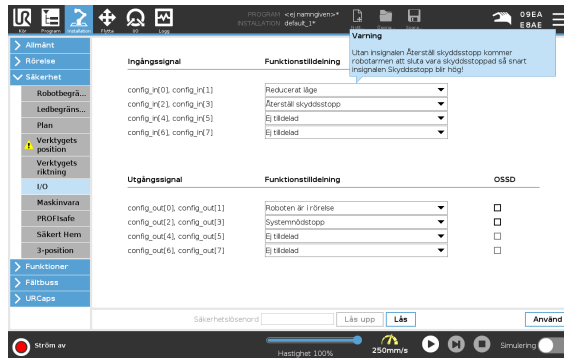 PROGRAM <ej namngiven>*
INSTALLATION default_1*
09EA
E8AE
Kör Program Installation Flytta I/O Logg
Varning
Utan insignalen Återställ skyddsstopp kommer
robotarmen att sluta vara skyddsstoppad så snart
insignalen Skyddsstopp blir hög!
Allmänt
Rörelse
Säkerhet
Robotbegrä...
Ledbegräns...
Plan
Verktygets
position
Verktygets
riktning
I/O
Maskinvara
PROFIsafe
Säkert Hem
3-position
Funktioner
Fältbuss
URCaps
Ingångssignal Funktionstilldelning
config_in[0], config_in[1] Reducerat läge
config_in[2], config_in[3] Återställ skyddsstopp
config_in[4], config_in[5] Ej tilldelad
config_in[6], config_in[7] Ej tilldelad
Utgångssignal Funktionstilldelning OSSD
config_out[0], config_out[1] Roboten är i rörelse
config_out[2], config_out[3] Systemnödstopp
config_out[4], config_out[5] Ej tilldelad
config_out[6], config_out[7] Ej tilldelad
Säkerhetslösenord Lås upp Lås Använd
Ström av
Hastighet 100%
250mm/s
Simulering